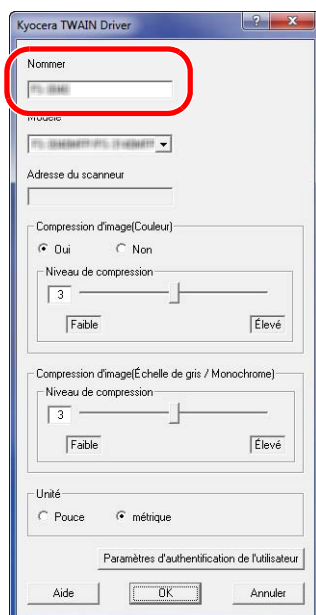 Kyocera TWAIN Driver
Nommer
Modèle
Adresse du scanneur
Compression d'image(Couleur)
Oui Non
Niveau de compression
3
Faible Élevé
Compression d'image(Échelle de gris / Monochrome)
Niveau de compression
3
Faible Élevé
Unité
Pouce métrique
Paramètres d'authentification de l'utilisateur
Aide OK Annuler